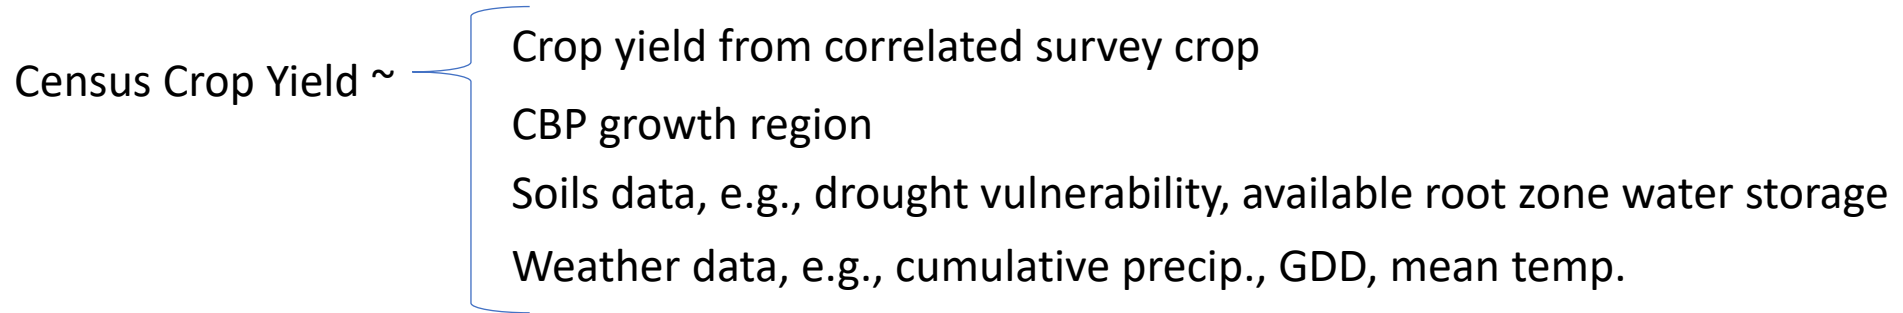 Census Crop Yield ~
Crop yield from correlated survey crop
CBP growth region
Soils data, e.g., drought vulnerability, available root zone water storage
Weather data, e.g., cumulative precip., GDD, mean temp.